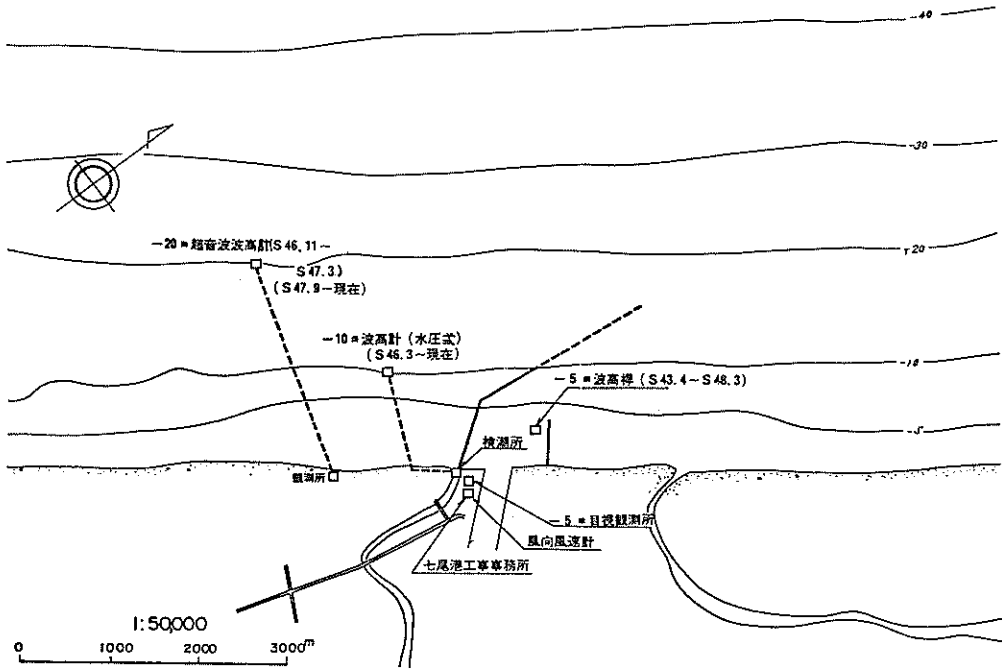 -40
-30
-20m超音波波高計(S46.11~
S47.3)
(S47.9~現在)
-20
-10m波高計(水圧式)
(S46.3~現在)
-10
-5m波高桿(S43.4~S48.3)
-5
検潮所
観測所
-5m目視観測所
風向風速計
七尾港工事事務所
1:50,000
0 1000 2000 3000m